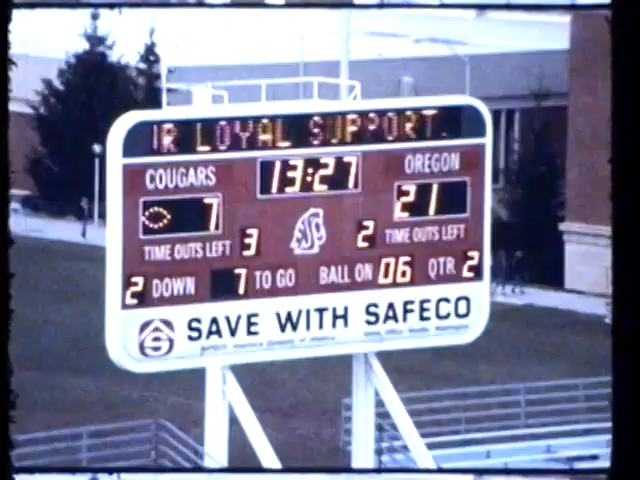 IR LOYAL SUPPORT.
COUGARS 13:27 OREGON
7 21
TIME OUTS LEFT 3 2 TIME OUTS LEFT
2 DOWN 7 TO GO BALL ON 06 QTR 2
SAVE WITH SAFECO